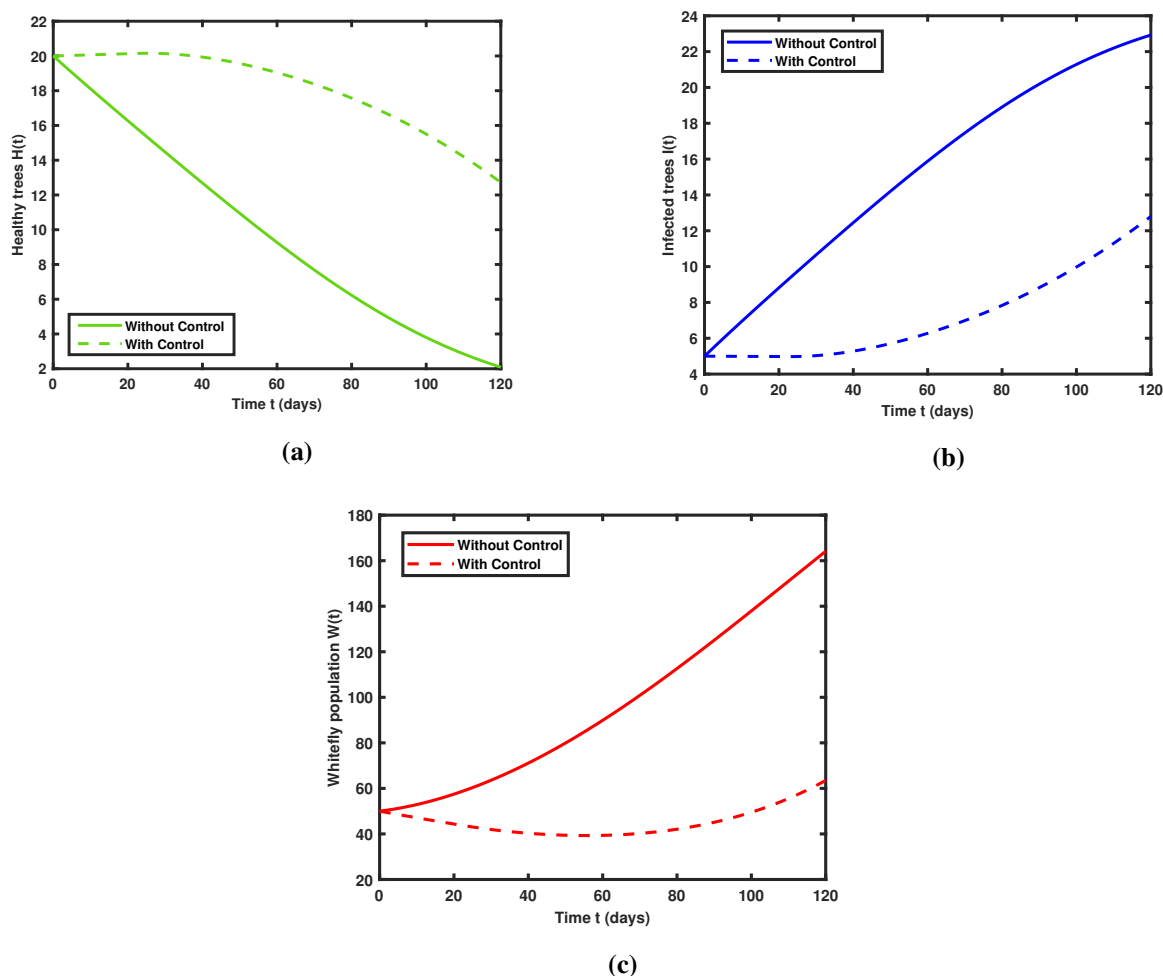 22
20
18
16
14
12
10
8
6
4
2
Healthy trees H(t)
Without Control
With Control
0 20 40 60 80 100 120
Time t (days)
(a)
24
22
20
18
16
14
12
10
8
6
4
Infected trees I(t)
Without Control
With Control
0 20 40 60 80 100 120
Time t (days)
(b)
180
160
140
120
100
80
60
40
20
Whitefly population W(t)
Without Control
With Control
0 20 40 60 80 100 120
Time t (days)
(c)